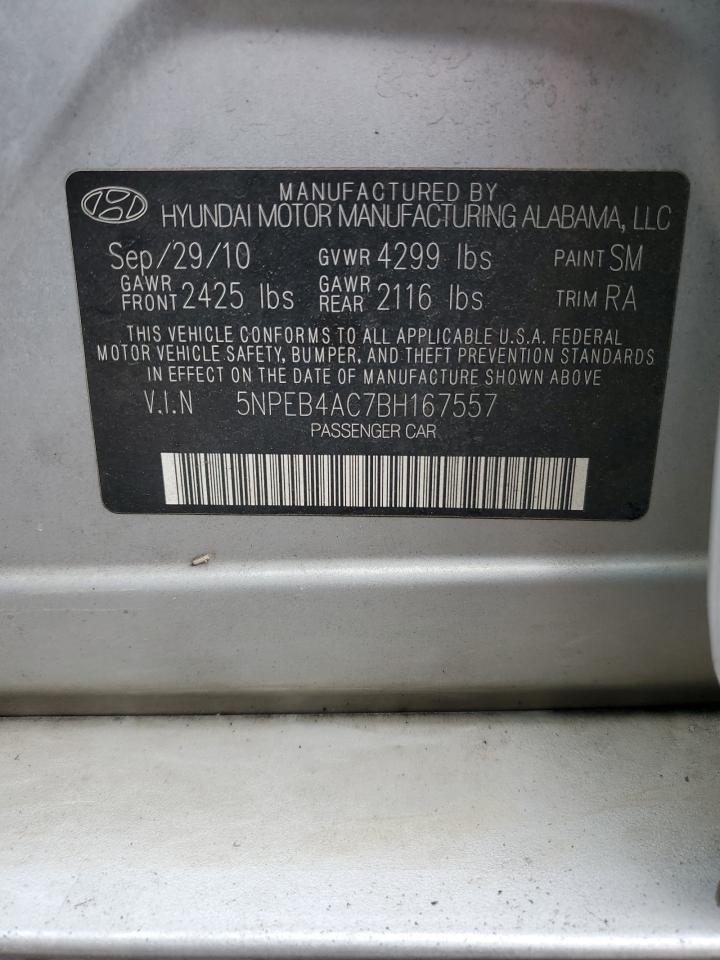 MANUFACTURED BY
HYUNDAI MOTOR MANUFACTURING ALABAMA, LLC
Sep/29/10 GVWR 4299 lbs PAINT SM
GAWR FRONT 2425 lbs GAWR REAR 2116 lbs TRIM RA
THIS VEHICLE CONFORMS TO ALL APPLICABLE U.S.A. FEDERAL
MOTOR VEHICLE SAFETY, BUMPER, AND THEFT PREVENTION STANDARDS
IN EFFECT ON THE DATE OF MANUFACTURE SHOWN ABOVE
V.I.N 5NPEB4AC7BH167557
PASSENGER CAR